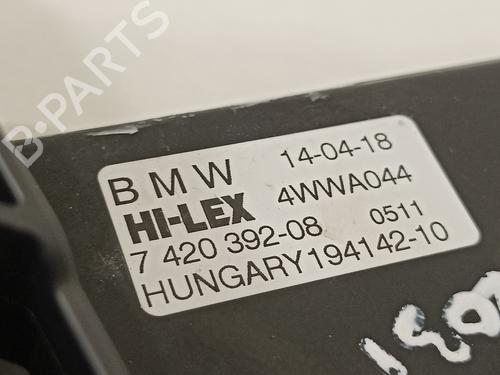 B-PARTS
BMW 14-04-18
HI-LEX 4WWA044
7 420 392-08 0511
HUNGARY194142-10